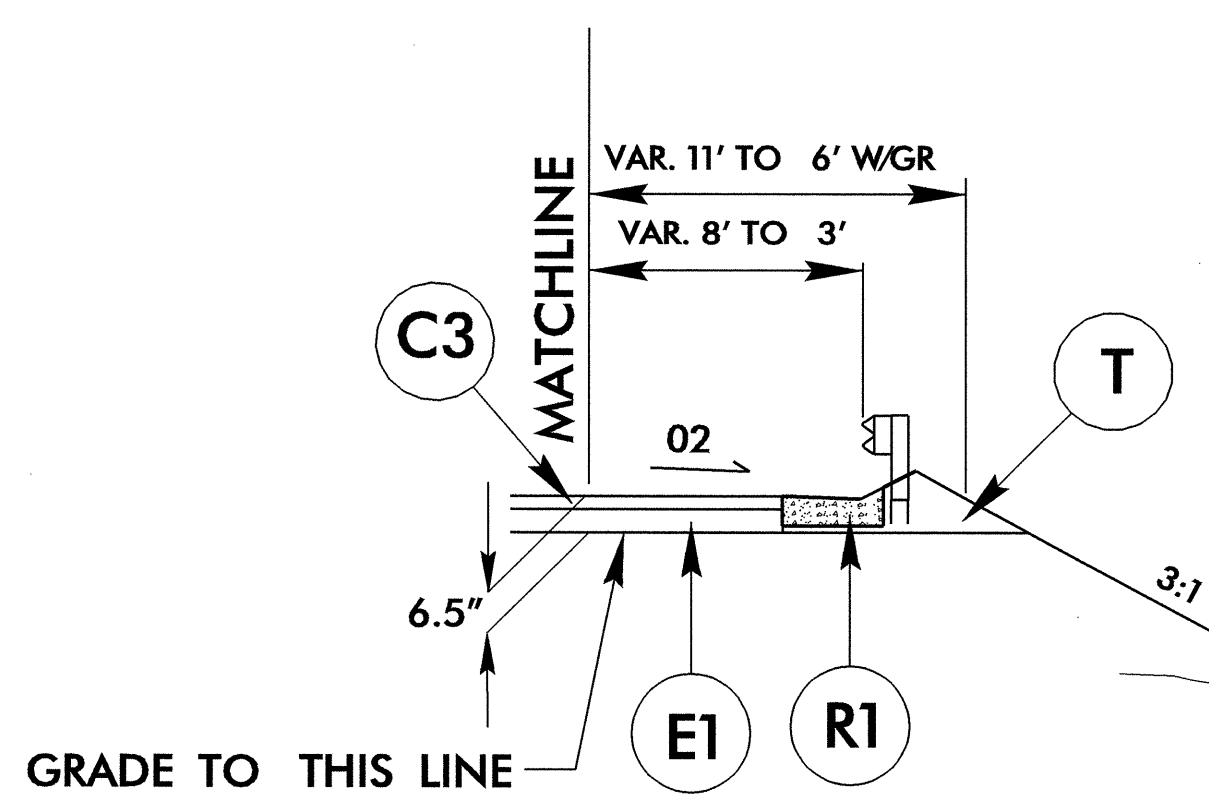 VAR. 11' TO 6' W/GR
MATCHLINE
VAR. 8' TO 3'
C3
T
02
3:1
6.5"
E1
R1
GRADE TO THIS LINE